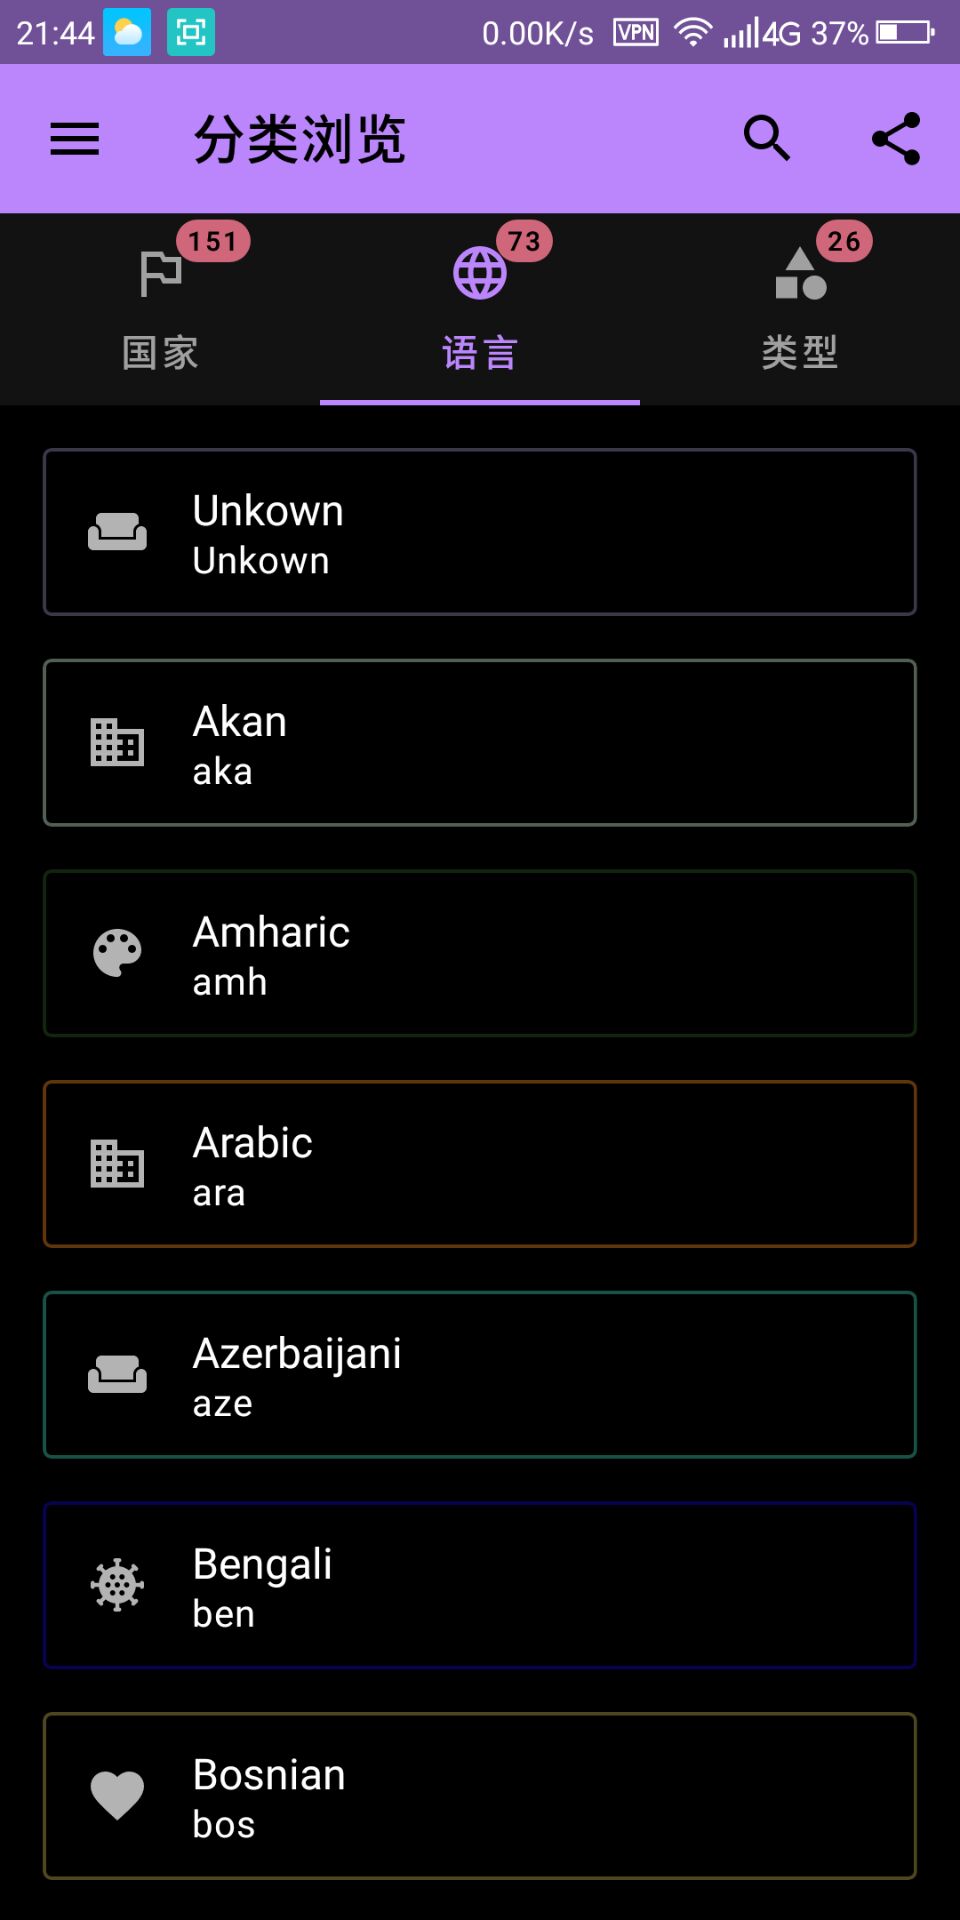 21:44 0.00K/s VPN 4G 37%
分类浏览
151 73 26
国家 语言 类型
Unkown
Unkown
Akan
aka
Amharic
amh
Arabic
ara
Azerbaijani
aze
Bengali
ben
Bosnian
bos